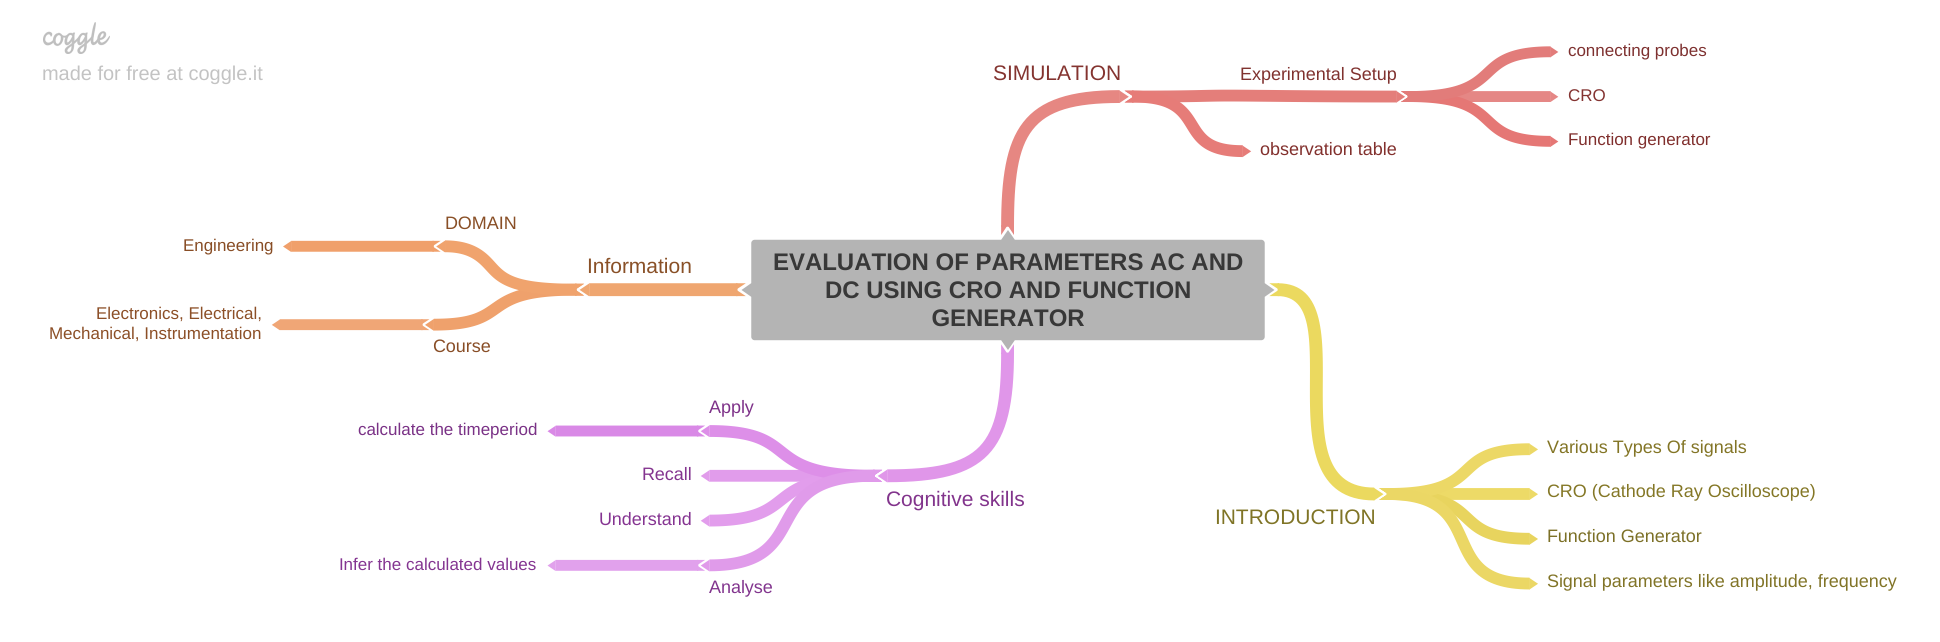 coggle
made for free at coggle.it
SIMULATION
Experimental Setup
connecting probes
CRO
Function generator
observation table
DOMAIN
Engineering
Information
Electronics, Electrical,
Mechanical, Instrumentation
Course
EVALUATION OF PARAMETERS AC AND
DC USING CRO AND FUNCTION
GENERATOR
Apply
calculate the timeperiod
Recall
Understand
Cognitive skills
Infer the calculated values
Analyse
INTRODUCTION
Various Types Of signals
CRO (Cathode Ray Oscilloscope)
Function Generator
Signal parameters like amplitude, frequency